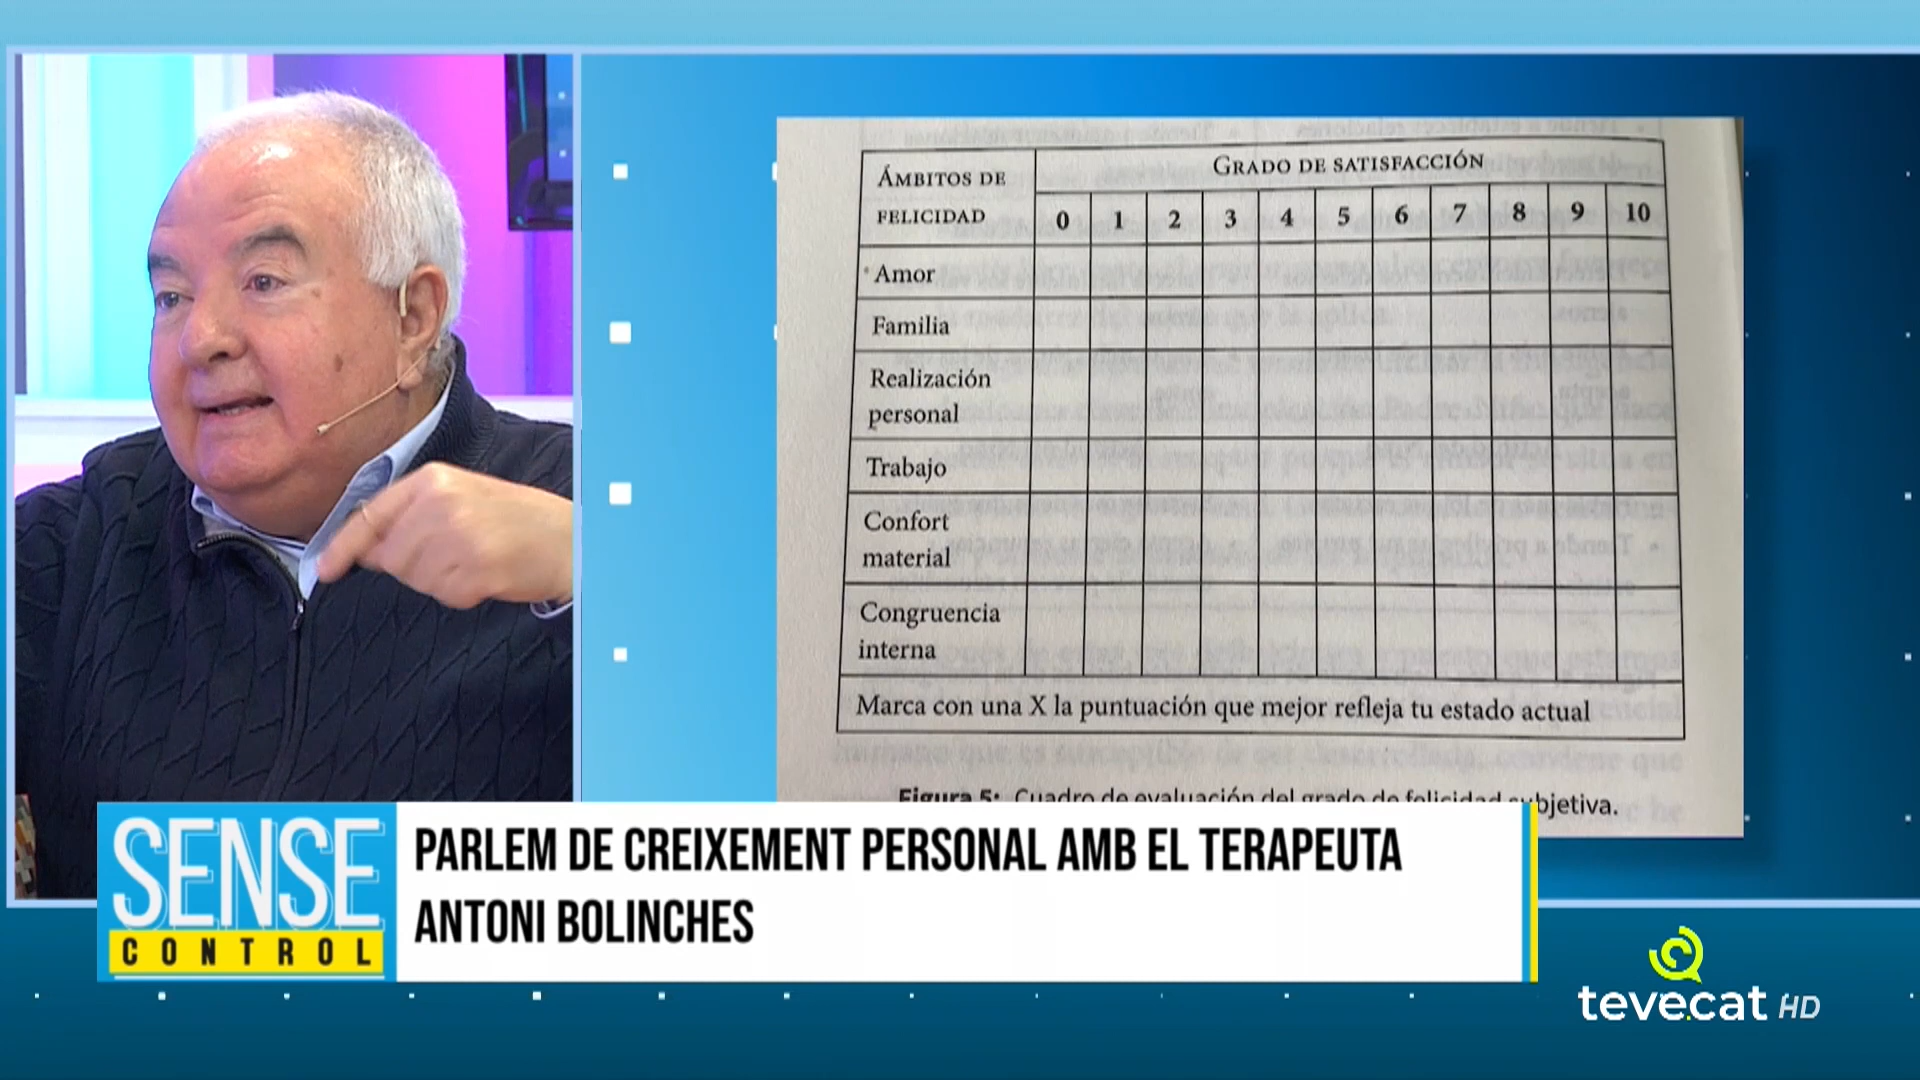 ÁMBITOS DE
FELICIDAD
GRADO DE SATISFACCIÓN
0 1 2 3 4 5 6 7 8 9 10
Amor
Familia
Realización
personal
Trabajo
Confort
material
Congruencia
interna
Marca con una X la puntuación que mejor refleja tu estado actual
Figura 5: Cuadro de evaluación del grado de felicidad subjetiva.
SENSE
CONTROL
PARLEM DE CREIXEMENT PERSONAL AMB EL TERAPEUTA
ANTONI BOLINCHES
tevecat HD